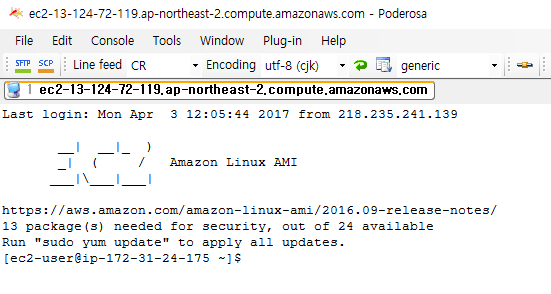 ec2-13-124-72-119.ap-northeast-2.compute.amazonaws.com - Poderosa
File Edit Console Tools Window Plug-in Help
SFTP SCP Line feed CR Encoding utf-8 (cjk) generic
1 ec2-13-124-72-119.ap-northeast-2.compute.amazonaws.com
Last login: Mon Apr  3 12:05:44 2017 from 218.235.241.139
       __|  __|_  )
       _|  (     /   Amazon Linux AMI
      ___|\___|___|
https://aws.amazon.com/amazon-linux-ami/2016.09-release-notes/
13 package(s) needed for security, out of 24 available
Run "sudo yum update" to apply all updates.
[ec2-user@ip-172-31-24-175 ~]$